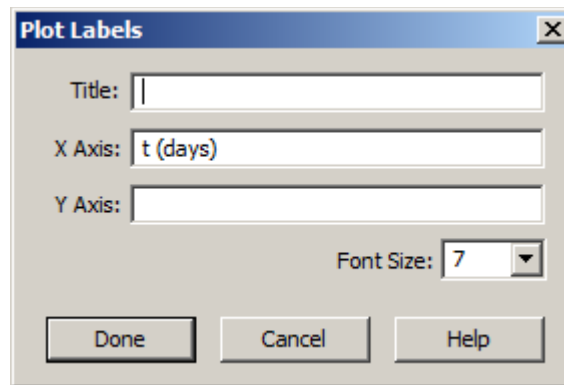 Plot Labels
Title:
X Axis: t (days)
Y Axis:
Font Size: 7
Done Cancel Help